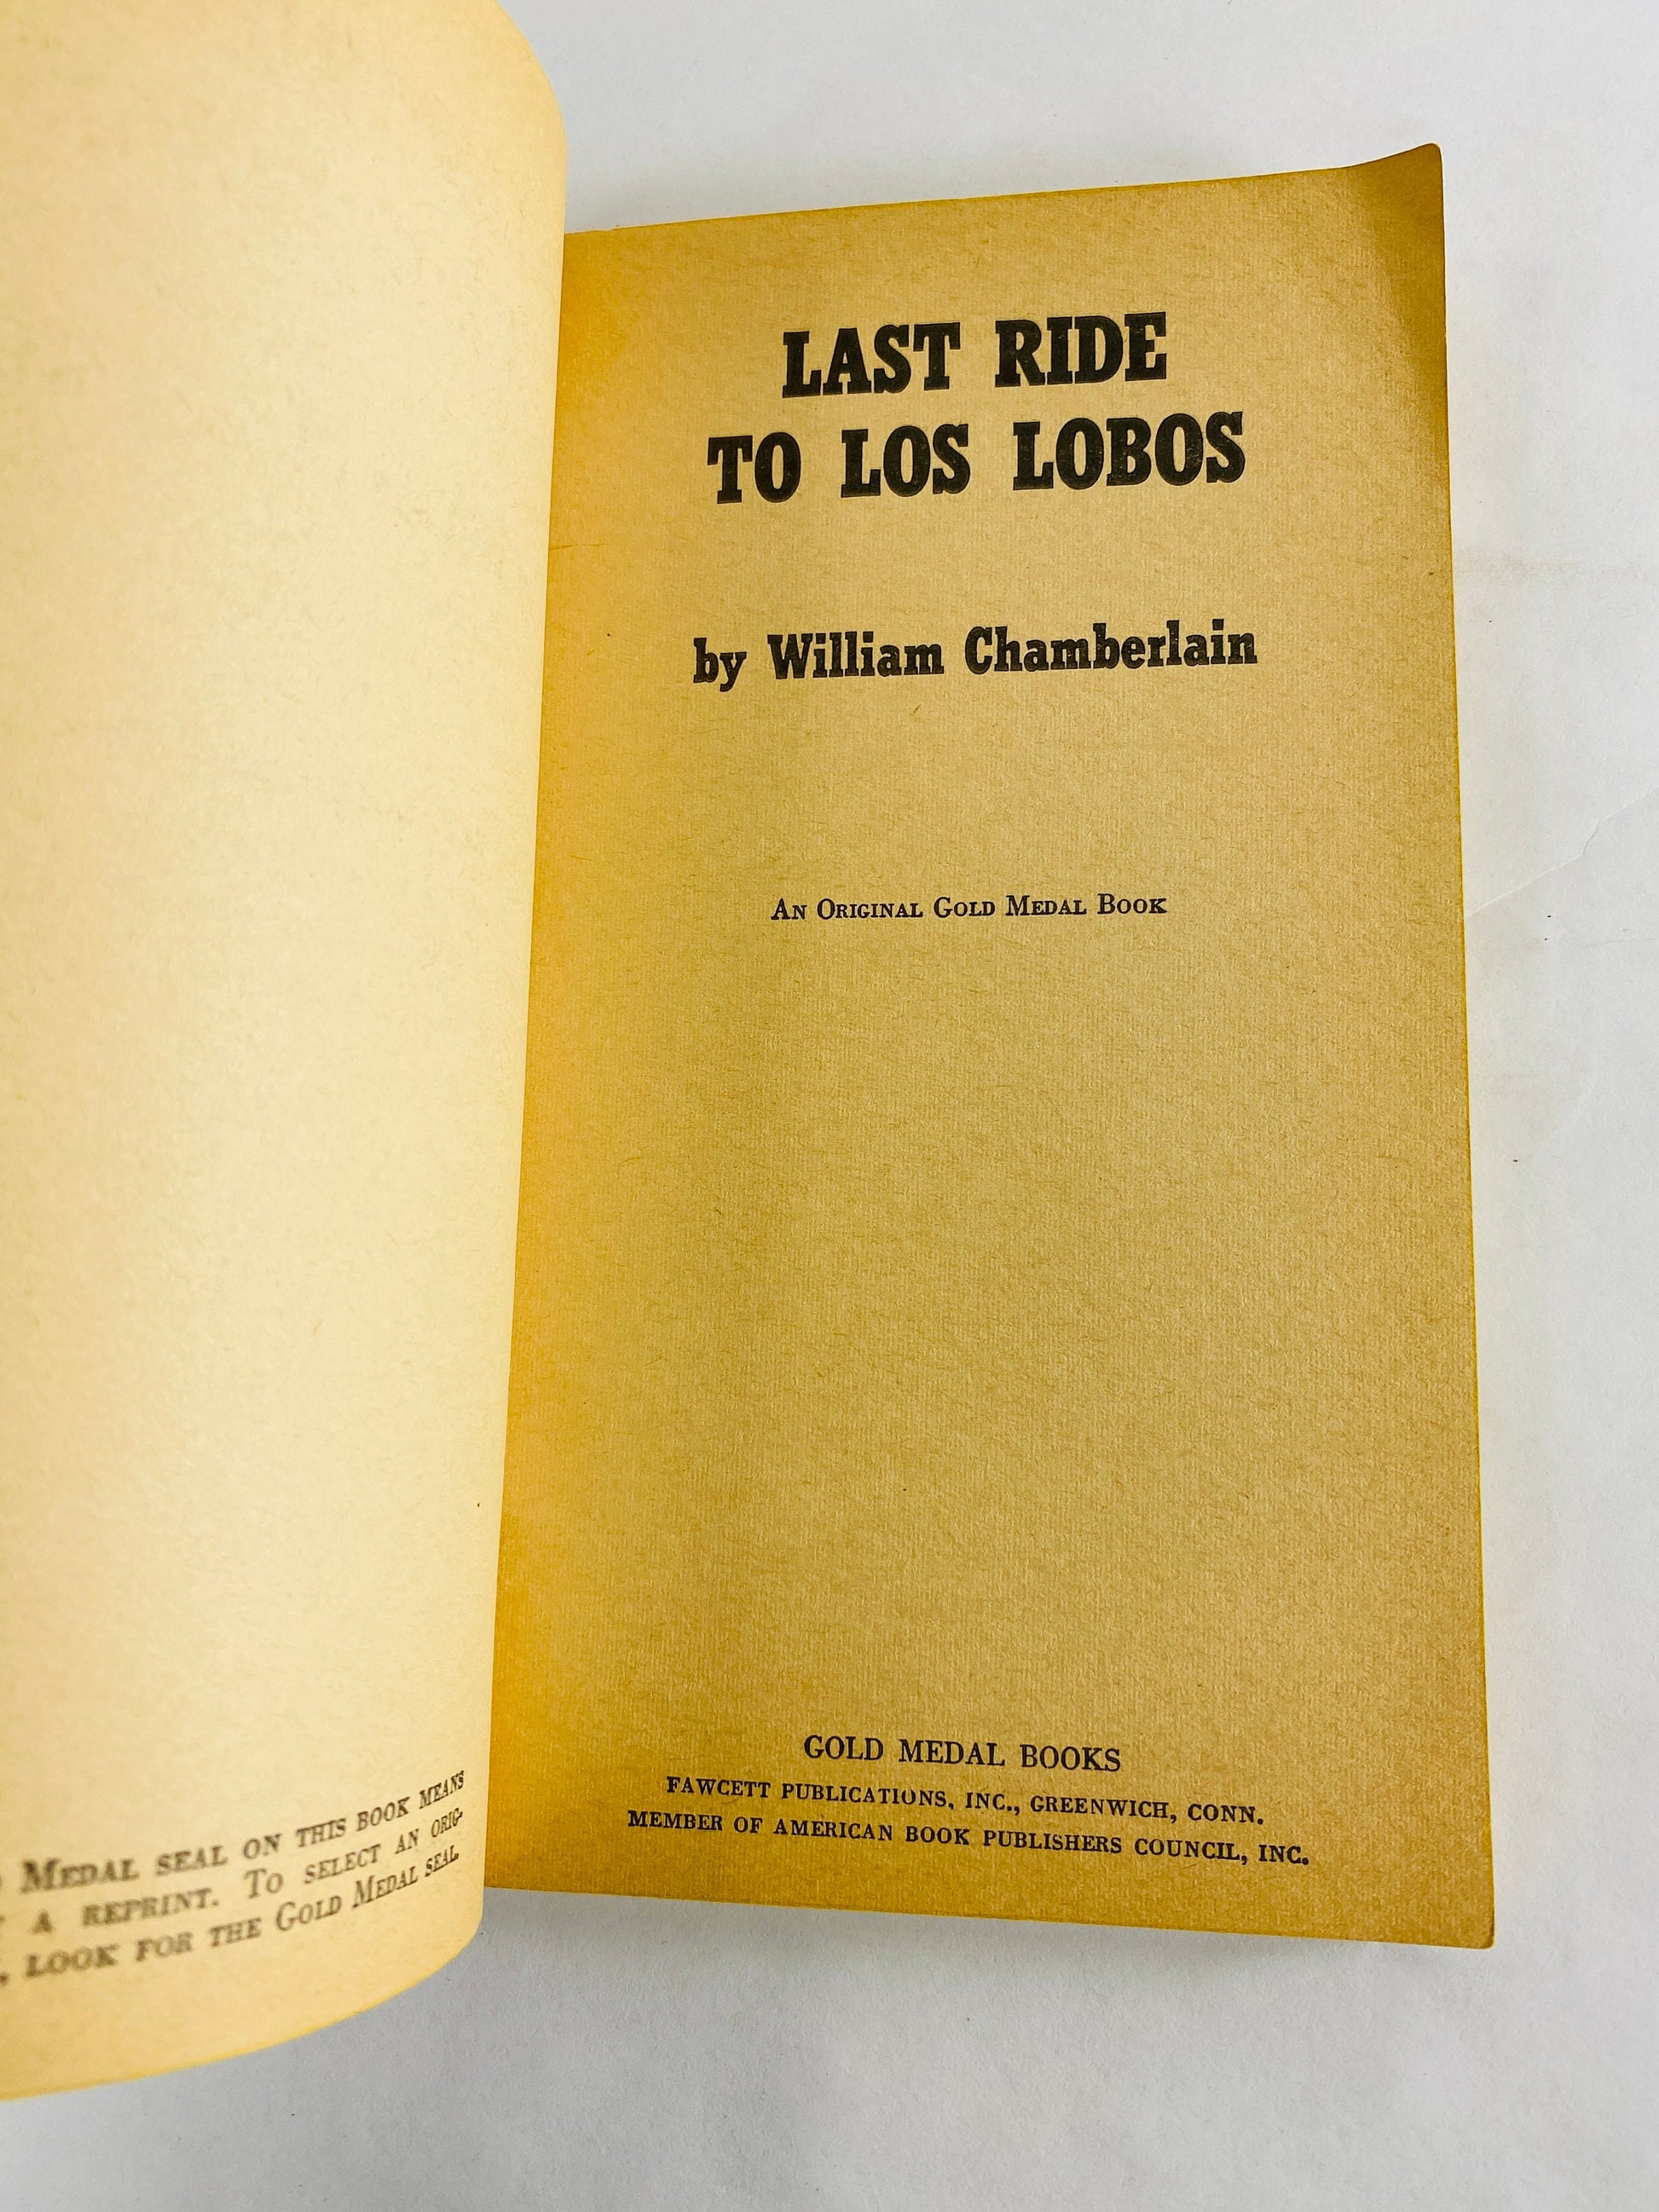 MEDAL SEAL ON THIS BOOK MEANS
A REPRINT. TO SELECT AN ORIG-
, LOOK FOR THE GOLD MEDAL SEAL.
LAST RIDE
TO LOS LOBOS
by William Chamberlain
AN ORIGINAL GOLD MEDAL BOOK
GOLD MEDAL BOOKS
FAWCETT PUBLICATIONS, INC., GREENWICH, CONN.
MEMBER OF AMERICAN BOOK PUBLISHERS COUNCIL, INC.